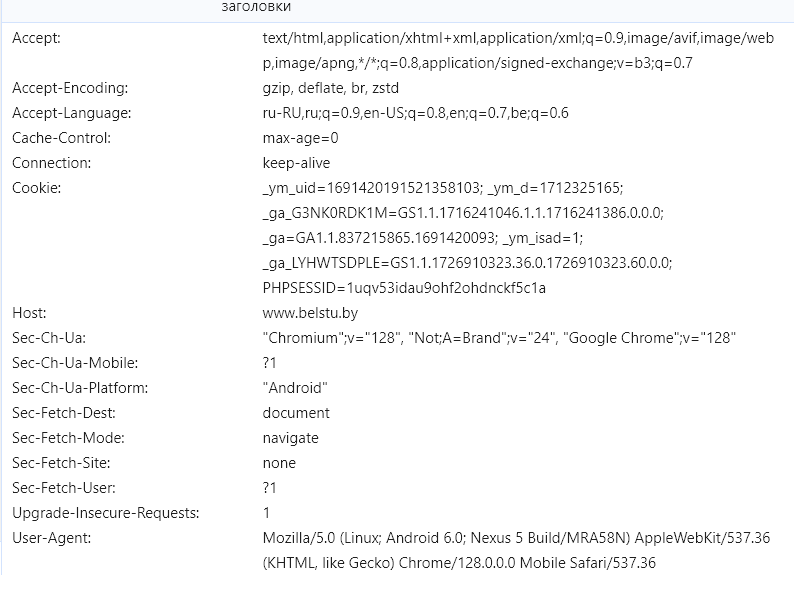 заголовки
Accept: text/html,application/xhtml+xml,application/xml;q=0.9,image/avif,image/web
p,image/apng,*/*;q=0.8,application/signed-exchange;v=b3;q=0.7
Accept-Encoding: gzip, deflate, br, zstd
Accept-Language: ru-RU,ru;q=0.9,en-US;q=0.8,en;q=0.7,be;q=0.6
Cache-Control: max-age=0
Connection: keep-alive
Cookie: _ym_uid=1691420191521358103; _ym_d=1712325165;
_ga_G3NK0RDK1M=GS1.1.1716241046.1.1.1716241386.0.0.0;
_ga=GA1.1.837215865.1691420093; _ym_isad=1;
_ga_LYHWTSDPLE=GS1.1.1726910323.36.0.1726910323.60.0.0;
PHPSESSID=1uqv53idau9ohf2ohdnckf5c1a
Host: www.belstu.by
Sec-Ch-Ua: "Chromium";v="128", "Not;A=Brand";v="24", "Google Chrome";v="128"
Sec-Ch-Ua-Mobile: ?1
Sec-Ch-Ua-Platform: "Android"
Sec-Fetch-Dest: document
Sec-Fetch-Mode: navigate
Sec-Fetch-Site: none
Sec-Fetch-User: ?1
Upgrade-Insecure-Requests: 1
User-Agent: Mozilla/5.0 (Linux; Android 6.0; Nexus 5 Build/MRA58N) AppleWebKit/537.36
(KHTML, like Gecko) Chrome/128.0.0.0 Mobile Safari/537.36